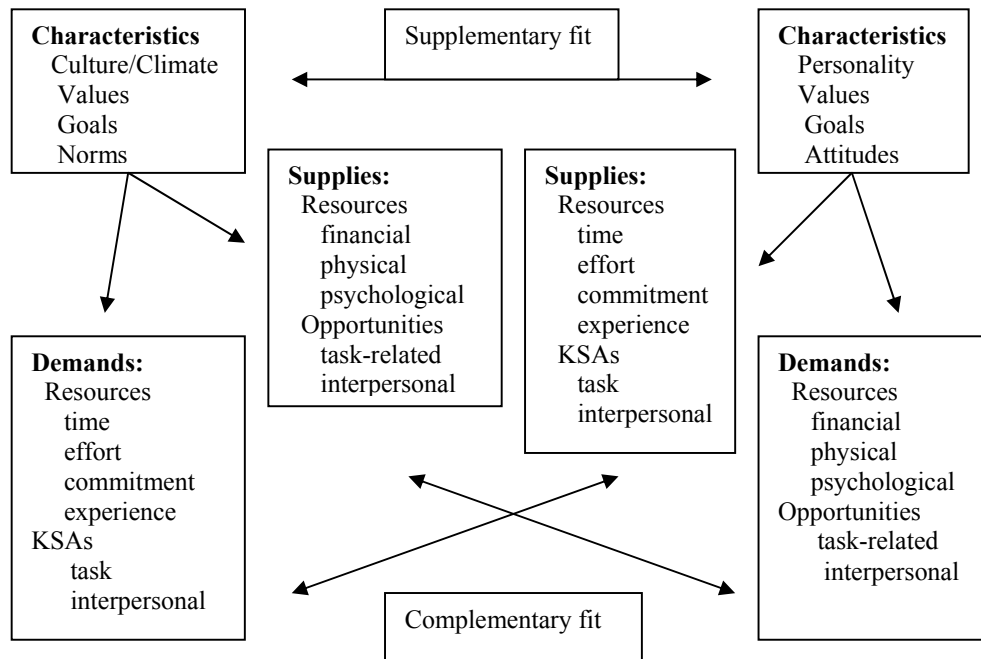 Characteristics
Culture/Climate
Values
Goals
Norms
Supplementary fit
Characteristics
Personality
Values
Goals
Attitudes
Supplies:
Resources
financial
physical
psychological
Opportunities
task-related
interpersonal
Supplies:
Resources
time
effort
commitment
experience
KSAs
task
interpersonal
Demands:
Resources
time
effort
commitment
experience
KSAs
task
interpersonal
Demands:
Resources
financial
physical
psychological
Opportunities
task-related
interpersonal
Complementary fit